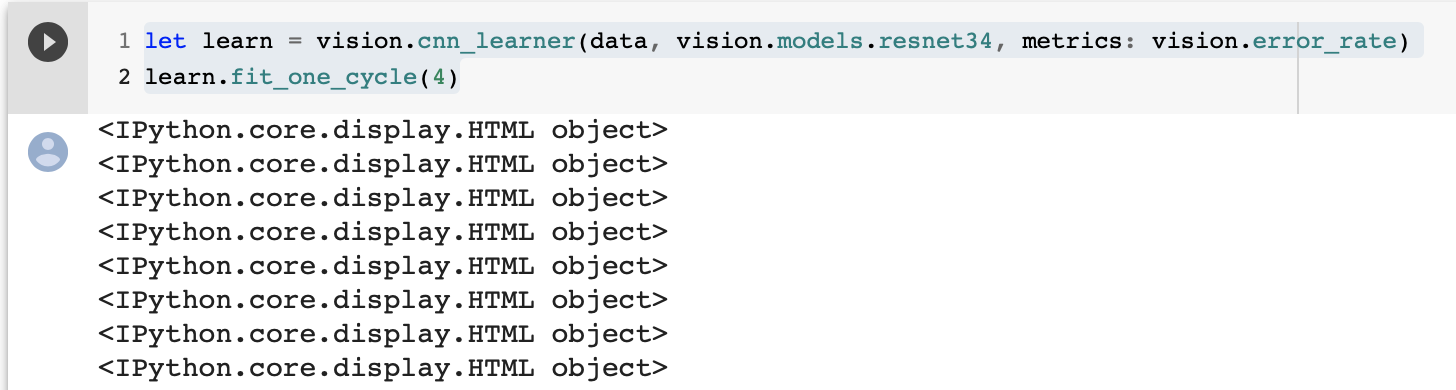 1 let learn = vision.cnn_learner(data, vision.models.resnet34, metrics: vision.error_rate)
2 learn.fit_one_cycle(4)
<IPython.core.display.HTML object>
<IPython.core.display.HTML object>
<IPython.core.display.HTML object>
<IPython.core.display.HTML object>
<IPython.core.display.HTML object>
<IPython.core.display.HTML object>
<IPython.core.display.HTML object>
<IPython.core.display.HTML object>